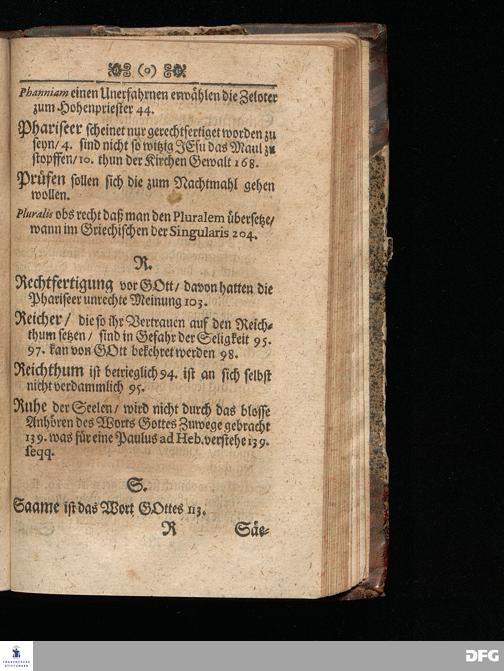 (o)
Phanniam einen Unerfahrnen erwählen die Zeloter
zum Hohenpriester 44.
Phariseer scheinet nur gerechtfertiget worden zu
seyn/ 4. sind nicht so witzig JEsu das Maul zu
stopffen/ 10. thun der Kirchen Gewalt 168.
Prüfen sollen sich die zum Nachtmahl gehen
wollen.
Pluralis obs recht daß man den Pluralem übersetze/
wann im Griechischen der Singularis 204.
R.
Rechtfertigung vor GOtt/ davon hatten die
Phariseer unrechte Meinung 103.
Reicher/ die so ihr Vertrauen auf den Reich-
thum setzen/ sind in Gefahr der Seligkeit 95.
97. kan von GOtt bekehret werden 98.
Reichthum ist betrieglich 94. ist an sich selbst
nicht verdammlich 95.
Ruhe der Seelen/ wird nicht durch das blosse
Anhören des Worts Gottes Zuwege gebracht
139. was für eine Paulus ad Heb. verstehe 139.
seqq.
S.
Saame ist das Wort GOttes 113.
R Säe-
FRANCKESCHE
STIFTUNGEN
DFG